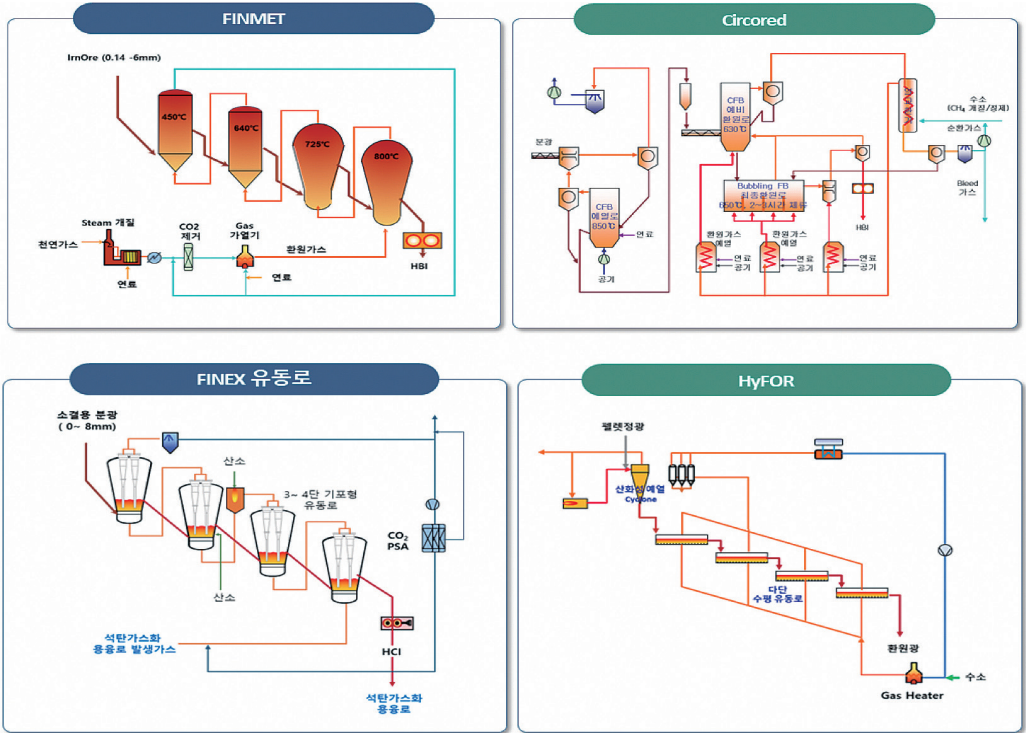 FINMET
IrnOre (0.14 -6mm)
450℃
640℃
725℃
800℃
Steam 개질
천연가스
연료
CO2
제거
Gas
가열기
환원가스
연료
HBI
Circored
분광
CFB
예열로
850℃
연료
공기
CFB
예비
환원로
630℃
Bubbling FB
최종환원로
650℃, 2~3시간 체류
환원가스
예열
연료
공기
환원가스
예열
연료
공기
연료
공기
HBI
수소
(CH₄ 개질/정제)
순환가스
Bleed
가스
FINEX 유동로
소결용 분광
( 0~ 8mm)
산소
3~ 4단 기포형
유동로
산소
CO₂
PSA
석탄가스화
용융로 발생가스
HCI
석탄가스화
용융로
HyFOR
펠렛정광
산화성 예열
Cyclone
다단
수평 유동로
환원광
수소
Gas Heater